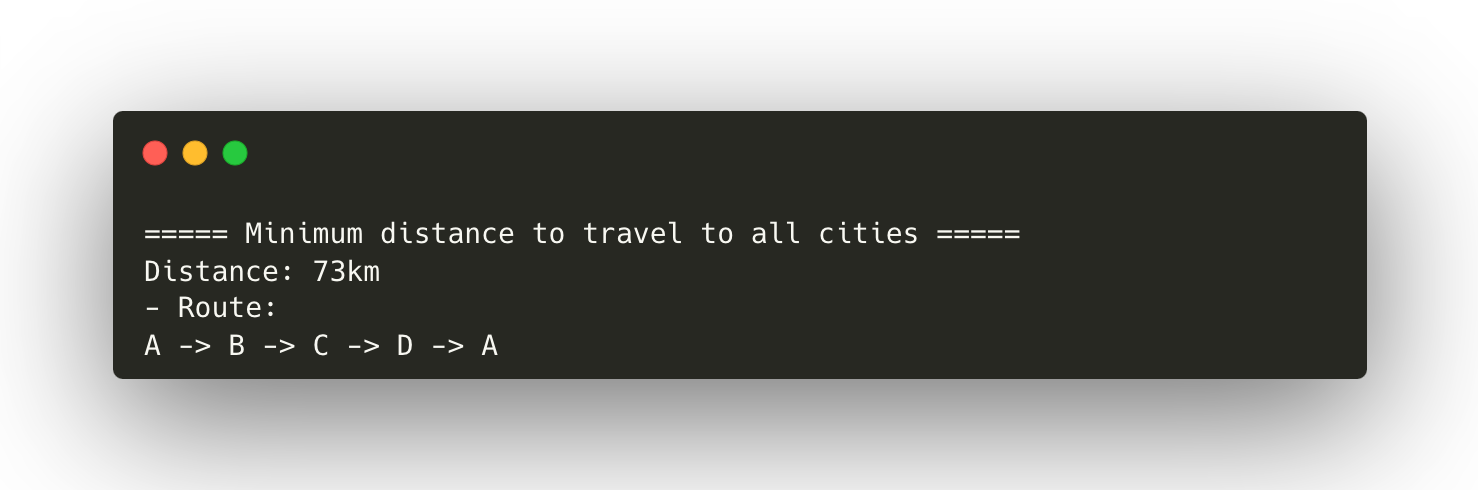 ===== Minimum distance to travel to all cities =====
Distance: 73km
- Route:
A -> B -> C -> D -> A